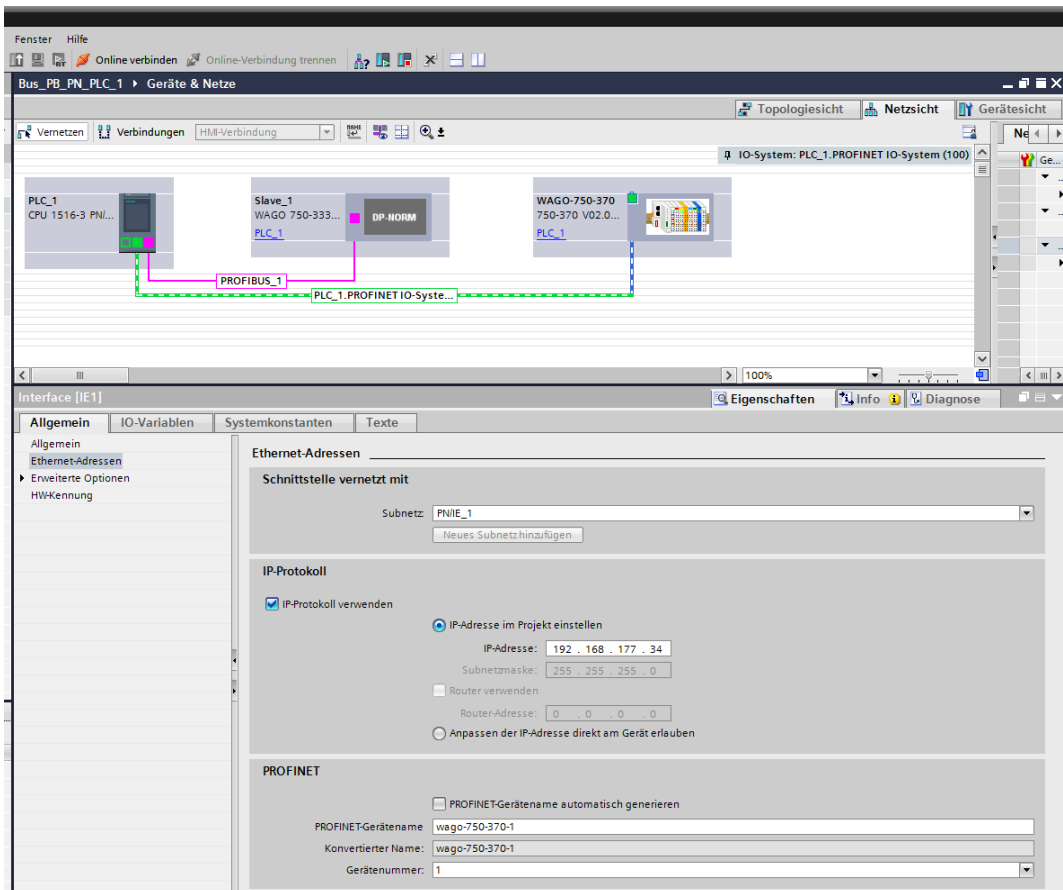 Fenster Hilfe
Online verbinden Online-Verbindung trennen
Bus_PB_PN_PLC_1 Geräte & Netze
Topologiesicht Netzsicht Gerätesicht
Vernetzen Verbindungen HMI-Verbindung
IO-System: PLC_1.PROFINET IO-System (100)
Ge...
PLC_1
CPU 1516-3 PN/...
Slave_1
WAGO 750-333...
PLC_1
DP-NORM
WAGO-750-370
750-370 V02.0...
PLC_1
PROFIBUS_1
PLC_1.PROFINET IO-Syste...
100%
Interface [IE1]
Eigenschaften Info Diagnose
Allgemein IO-Variablen Systemkonstanten Texte
Allgemein
Ethernet-Adressen
Erweiterte Optionen
HW-Kennung
Ethernet-Adressen
Schnittstelle vernetzt mit
Subnetz: PN/IE_1
Neues Subnetz hinzufügen
IP-Protokoll
IP-Protokoll verwenden
IP-Adresse im Projekt einstellen
IP-Adresse: 192 . 168 . 177 . 34
Subnetzmaske: 255 . 255 . 255 . 0
Router verwenden
Router-Adresse: 0 . 0 . 0 . 0
Anpassen der IP-Adresse direkt am Gerät erlauben
PROFINET
PROFINET-Gerätename automatisch generieren
PROFINET-Gerätename wago-750-370-1
Konvertierter Name: wago-750-370-1
Gerätenummer: 1